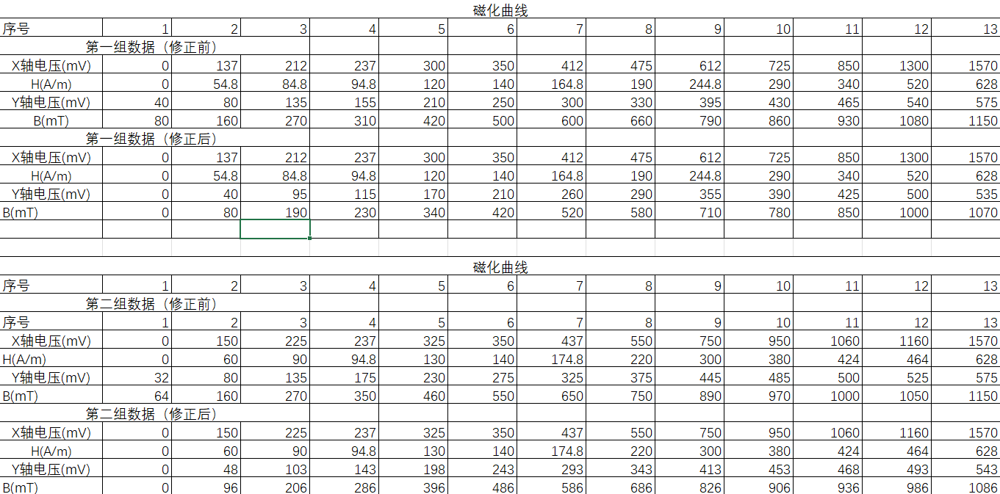 磁化曲线
序号 1 2 3 4 5 6 7 8 9 10 11 12 13
第一组数据（修正前）
X轴电压(mV) 0 137 212 237 300 350 412 475 612 725 850 1300 1570
H(A/m) 0 54.8 84.8 94.8 120 140 164.8 190 244.8 290 340 520 628
Y轴电压(mV) 40 80 135 155 210 250 300 330 395 430 465 540 575
B(mT) 80 160 270 310 420 500 600 660 790 860 930 1080 1150
第一组数据（修正后）
X轴电压(mV) 0 137 212 237 300 350 412 475 612 725 850 1300 1570
H(A/m) 0 54.8 84.8 94.8 120 140 164.8 190 244.8 290 340 520 628
Y轴电压(mV) 0 40 95 115 170 210 260 290 355 390 425 500 535
B(mT) 0 80 190 230 340 420 520 580 710 780 850 1000 1070
磁化曲线
序号 1 2 3 4 5 6 7 8 9 10 11 12 13
第二组数据（修正前）
序号 1 2 3 4 5 6 7 8 9 10 11 12 13
X轴电压(mV) 0 150 225 237 325 350 437 550 750 950 1060 1160 1570
H(A/m) 0 60 90 94.8 130 140 174.8 220 300 380 424 464 628
Y轴电压(mV) 32 80 135 175 230 275 325 375 445 485 500 525 575
B(mT) 64 160 270 350 460 550 650 750 890 970 1000 1050 1150
第二组数据（修正后）
X轴电压(mV) 0 150 225 237 325 350 437 550 750 950 1060 1160 1570
H(A/m) 0 60 90 94.8 130 140 174.8 220 300 380 424 464 628
Y轴电压(mV) 0 48 103 143 198 243 293 343 413 453 468 493 543
B(mT) 0 96 206 286 396 486 586 686 826 906 936 986 1086